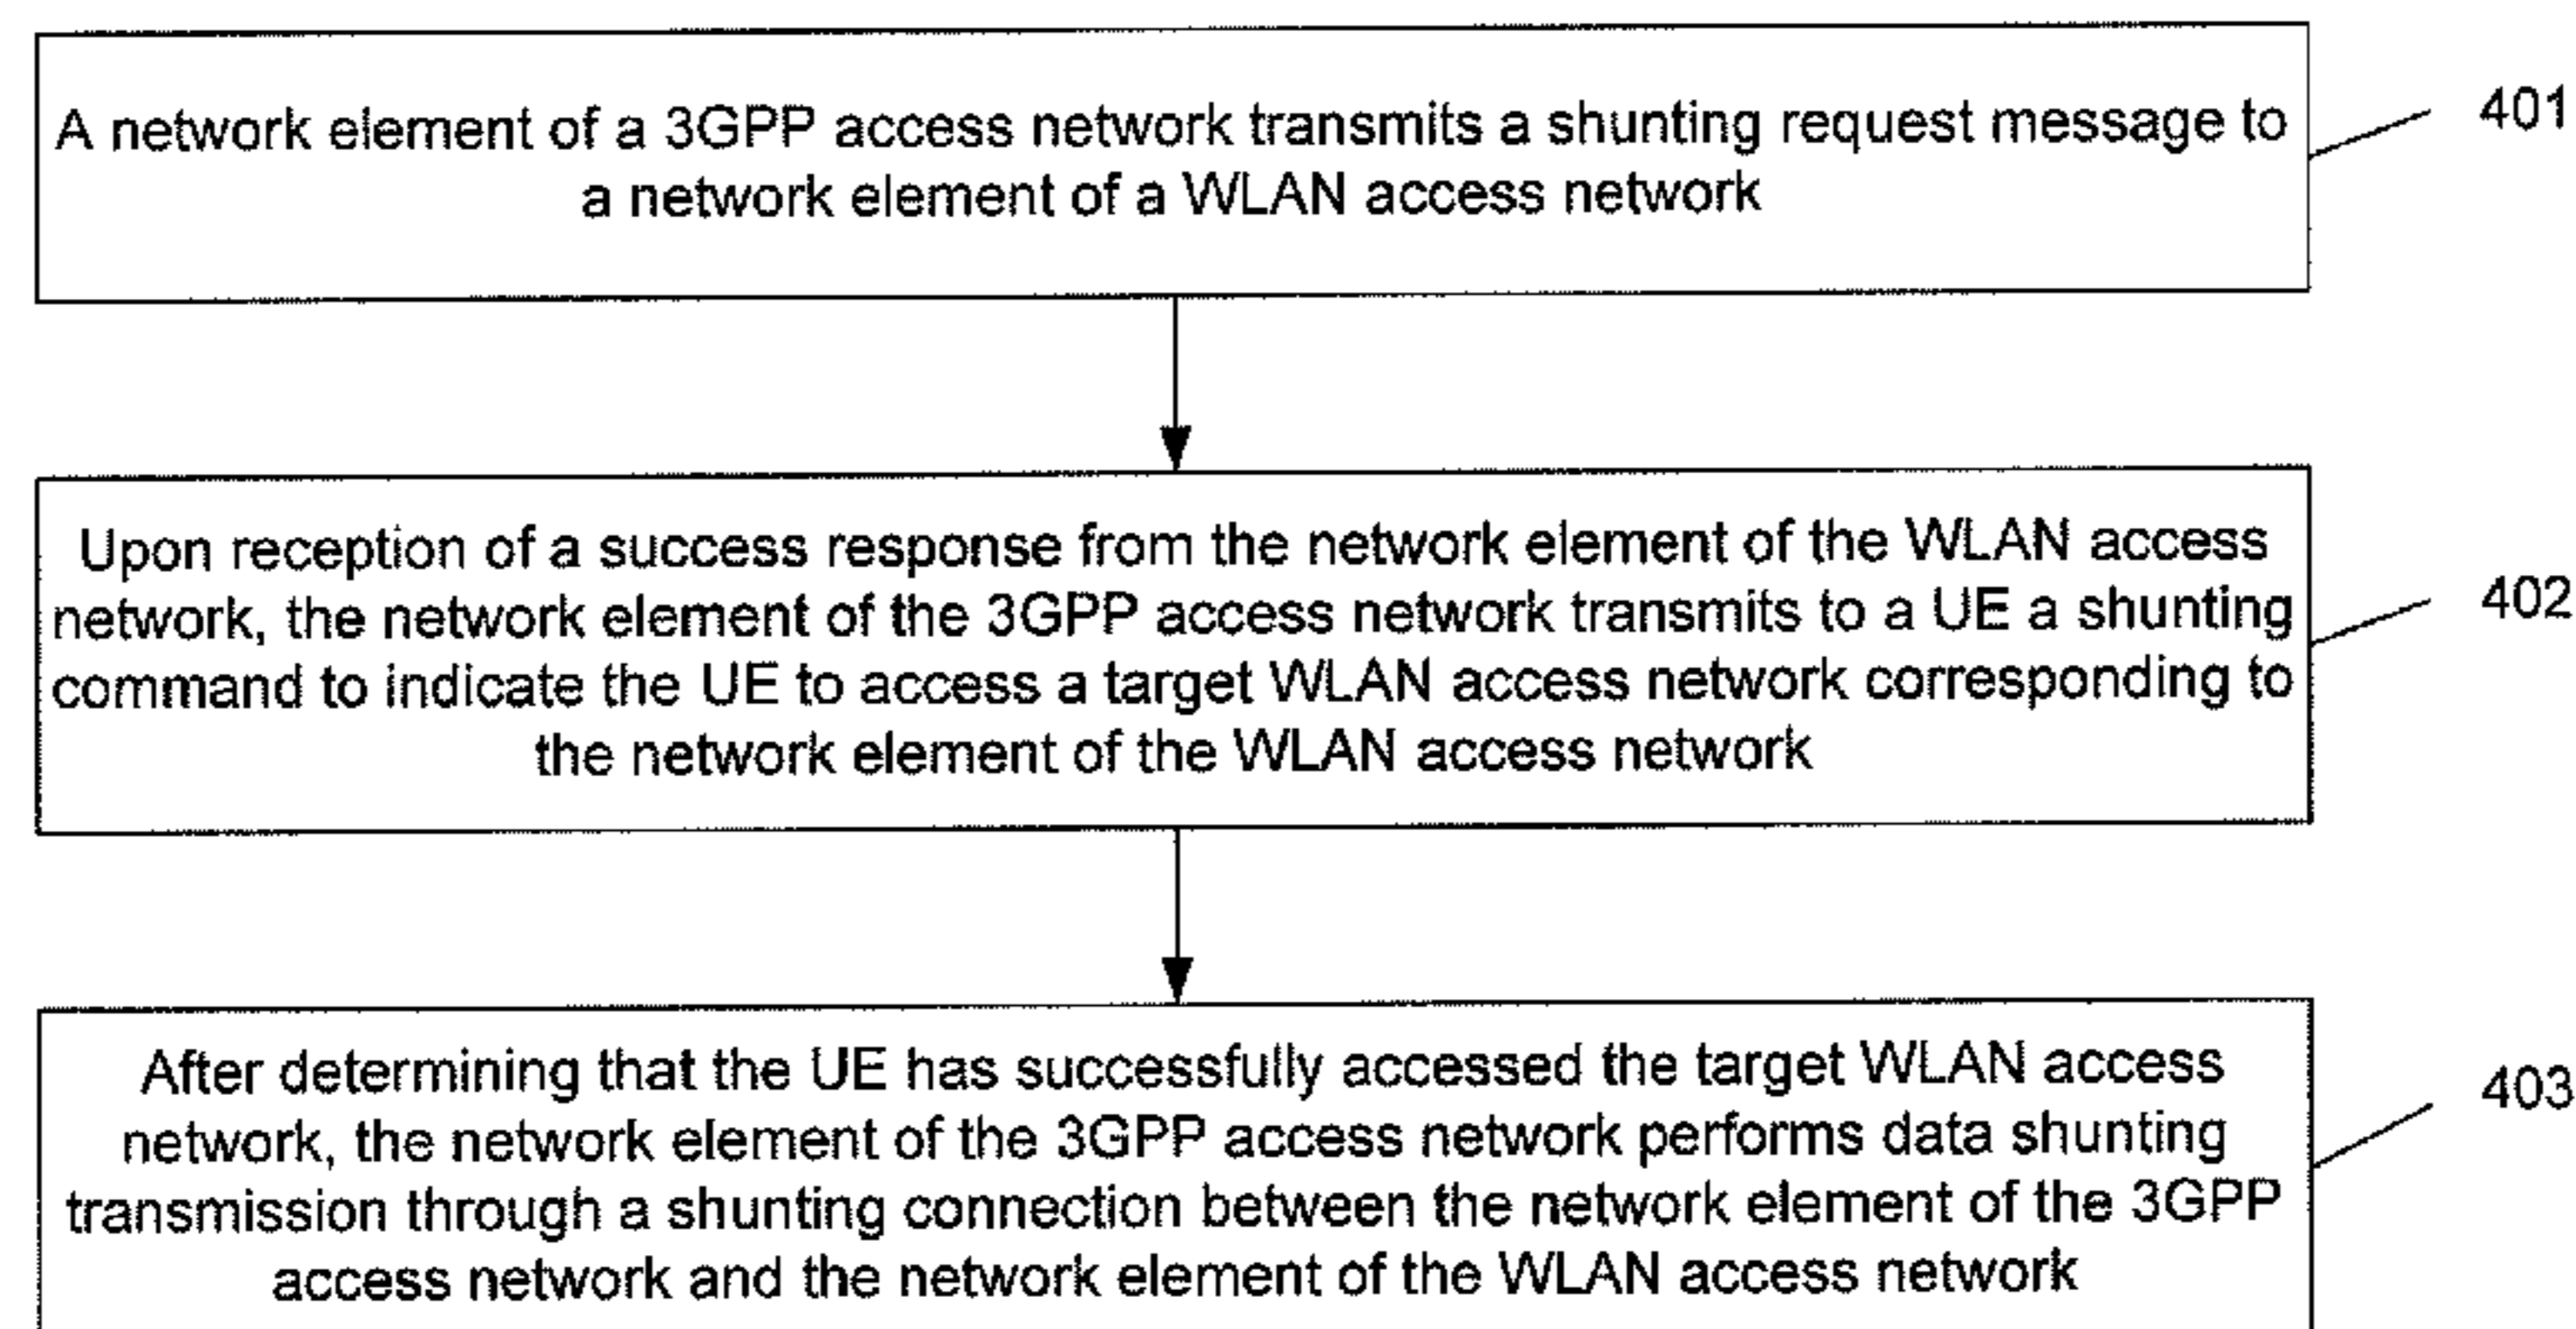 A network element of a 3GPP access network transmits a shunting request message to
a network element of a WLAN access network
401
Upon reception of a success response from the network element of the WLAN access
network, the network element of the 3GPP access network transmits to a UE a shunting
command to indicate the UE to access a target WLAN access network corresponding to
the network element of the WLAN access network
402
After determining that the UE has successfully accessed the target WLAN access
network, the network element of the 3GPP access network performs data shunting
transmission through a shunting connection between the network element of the 3GPP
access network and the network element of the WLAN access network
403